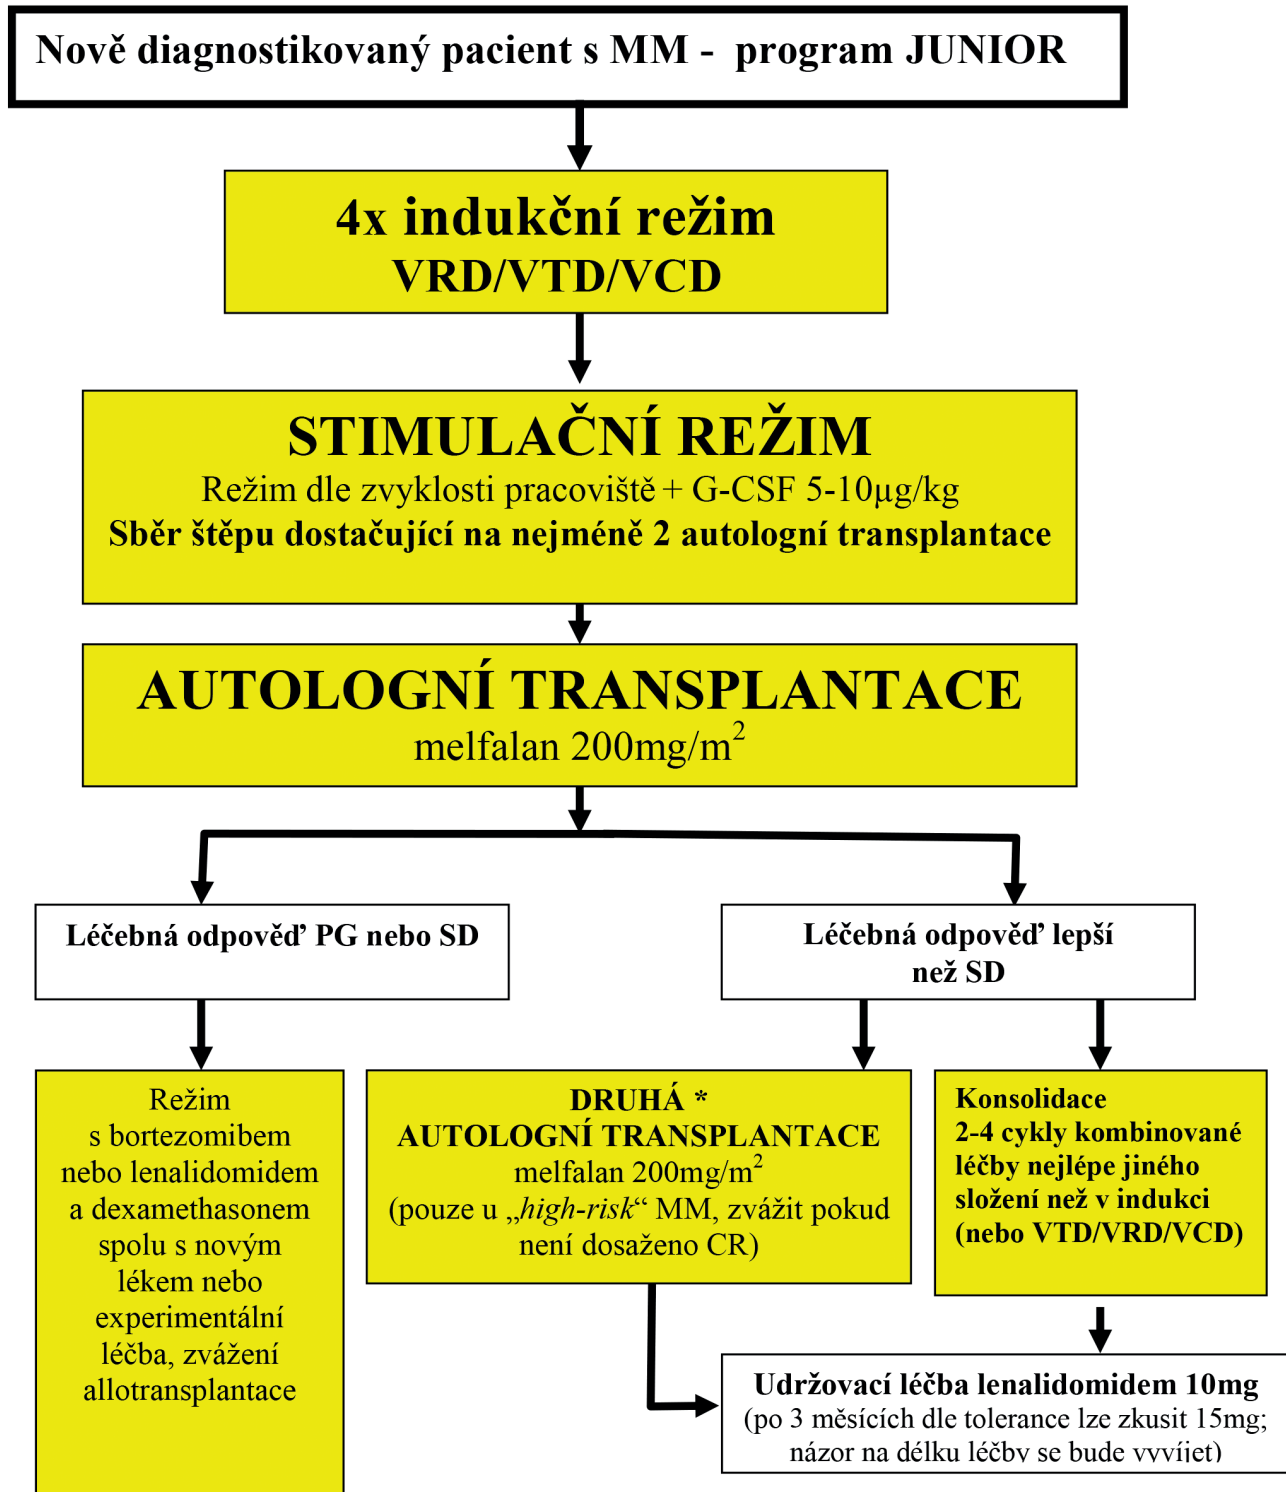 Nově diagnostikovaný pacient s MM - program JUNIOR
4x indukční režim
VRD/VTD/VCD
STIMULAČNÍ REŽIM
Režim dle zvyklosti pracoviště + G-CSF 5-10µg/kg
Sběr štěpu dostačující na nejméně 2 autologní transplantace
AUTOLOGNÍ TRANSPLANTACE
melfalan 200mg/m²
Léčebná odpověď PG nebo SD
Léčebná odpověď lepší
než SD
Režim
s bortezomibem
nebo lenalidomidem
a dexamethasonem
spolu s novým
lékem nebo
experimentální
léčba, zvážení
allotransplantace
DRUHÁ *
AUTOLOGNÍ TRANSPLANTACE
melfalan 200mg/m²
(pouze u „high-risk“ MM, zvážit pokud
není dosaženo CR)
Konsolidace
2-4 cykly kombinované
léčby nejlépe jiného
složení než v indukci
(nebo VTD/VRD/VCD)
Udržovací léčba lenalidomidem 10mg
(po 3 měsících dle tolerance lze zkusit 15mg;
názor na délku léčby se bude vyvíjet)